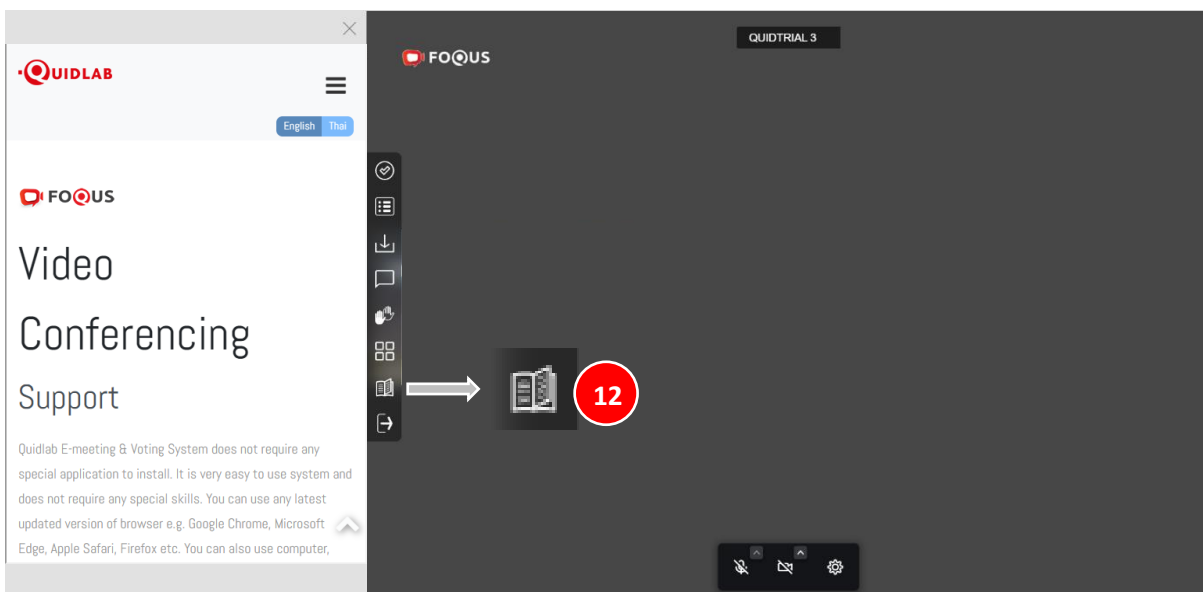 QUIDLAB
English Thai
FOQUS
Video
Conferencing
Support
Quidlab E-meeting & Voting System does not require any
special application to install. It is very easy to use system and
does not require any special skills. You can use any latest
updated version of browser e.g. Google Chrome, Microsoft
Edge, Apple Safari, Firefox etc. You can also use computer,
FOQUS
QUIDTRIAL 3
12